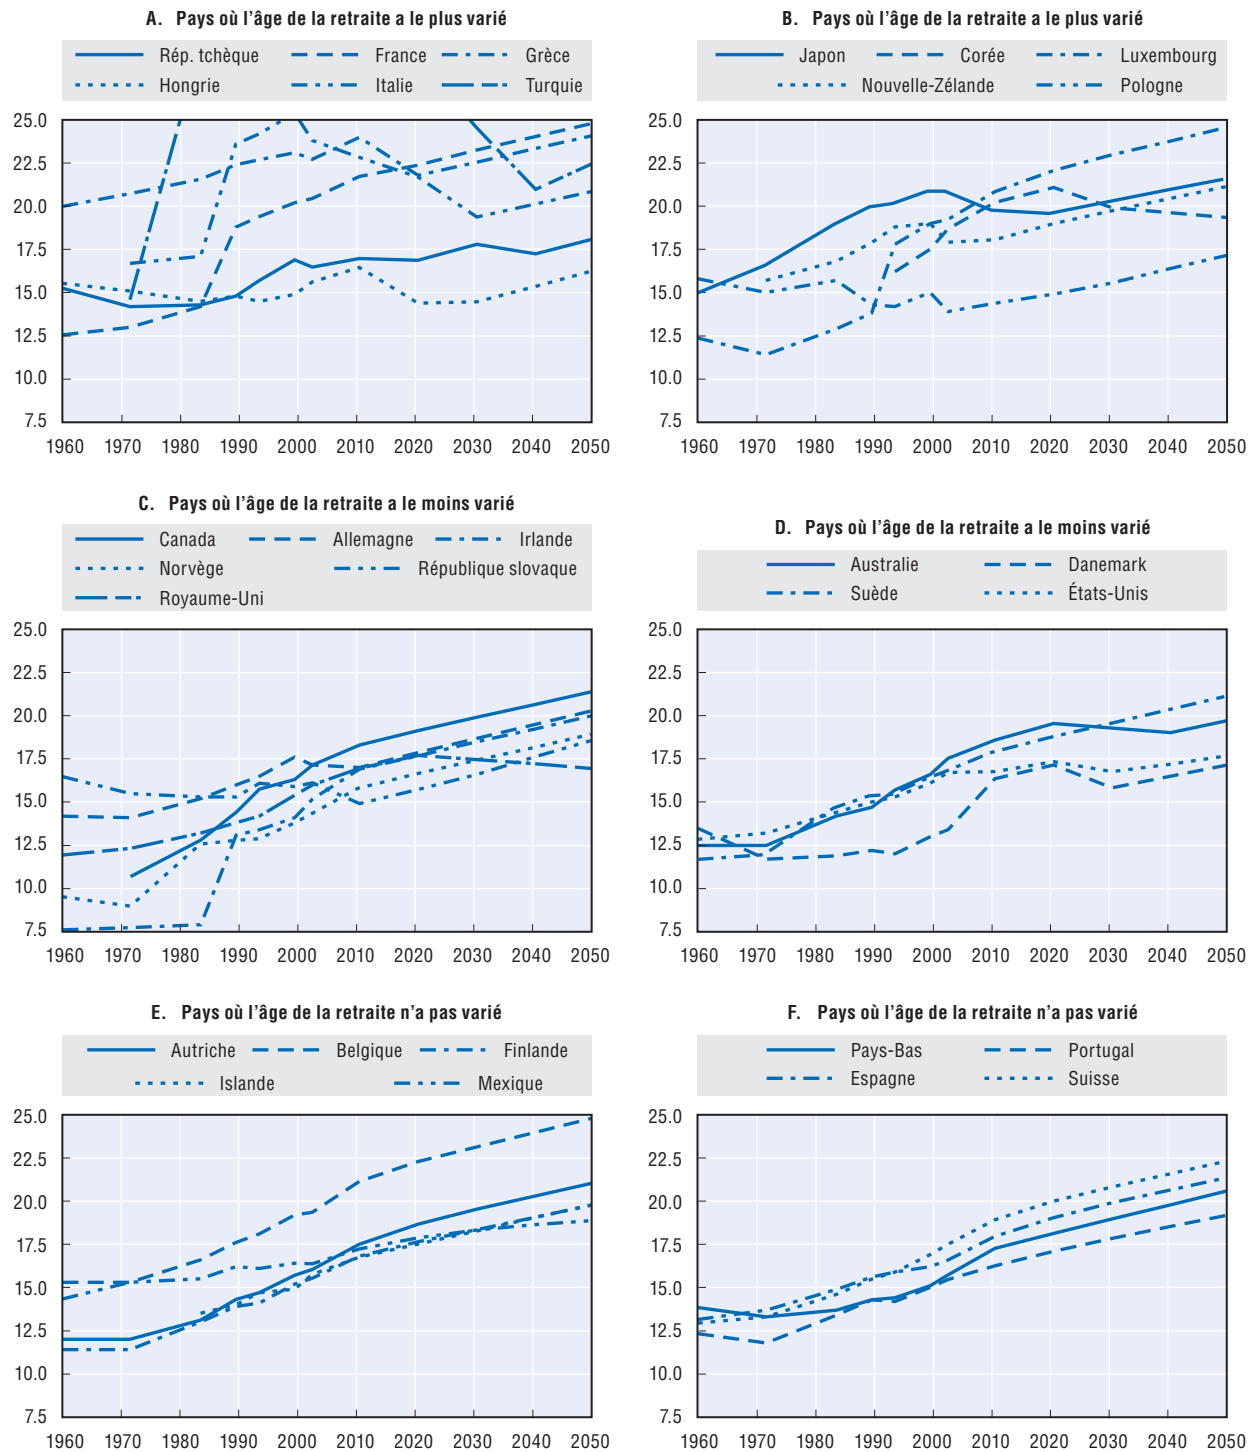 A. Pays où l'âge de la retraite a le plus varié
Rép. tchèque France Grèce
Hongrie Italie Turquie
25.0
22.5
20.0
17.5
15.0
12.5
10.0
7.5
1960 1970 1980 1990 2000 2010 2020 2030 2040 2050
B. Pays où l'âge de la retraite a le plus varié
Japon Corée Luxembourg
Nouvelle-Zélande Pologne
25.0
22.5
20.0
17.5
15.0
12.5
10.0
7.5
1960 1970 1980 1990 2000 2010 2020 2030 2040 2050
C. Pays où l'âge de la retraite a le moins varié
Canada Allemagne Irlande
Norvège République slovaque
Royaume-Uni
25.0
22.5
20.0
17.5
15.0
12.5
10.0
7.5
1960 1970 1980 1990 2000 2010 2020 2030 2040 2050
D. Pays où l'âge de la retraite a le moins varié
Australie Danemark
Suède États-Unis
25.0
22.5
20.0
17.5
15.0
12.5
10.0
7.5
1960 1970 1980 1990 2000 2010 2020 2030 2040 2050
E. Pays où l'âge de la retraite n'a pas varié
Autriche Belgique Finlande
Islande Mexique
25.0
22.5
20.0
17.5
15.0
12.5
10.0
7.5
1960 1970 1980 1990 2000 2010 2020 2030 2040 2050
F. Pays où l'âge de la retraite n'a pas varié
Pays-Bas Portugal
Espagne Suisse
25.0
22.5
20.0
17.5
15.0
12.5
10.0
7.5
1960 1970 1980 1990 2000 2010 2020 2030 2040 2050